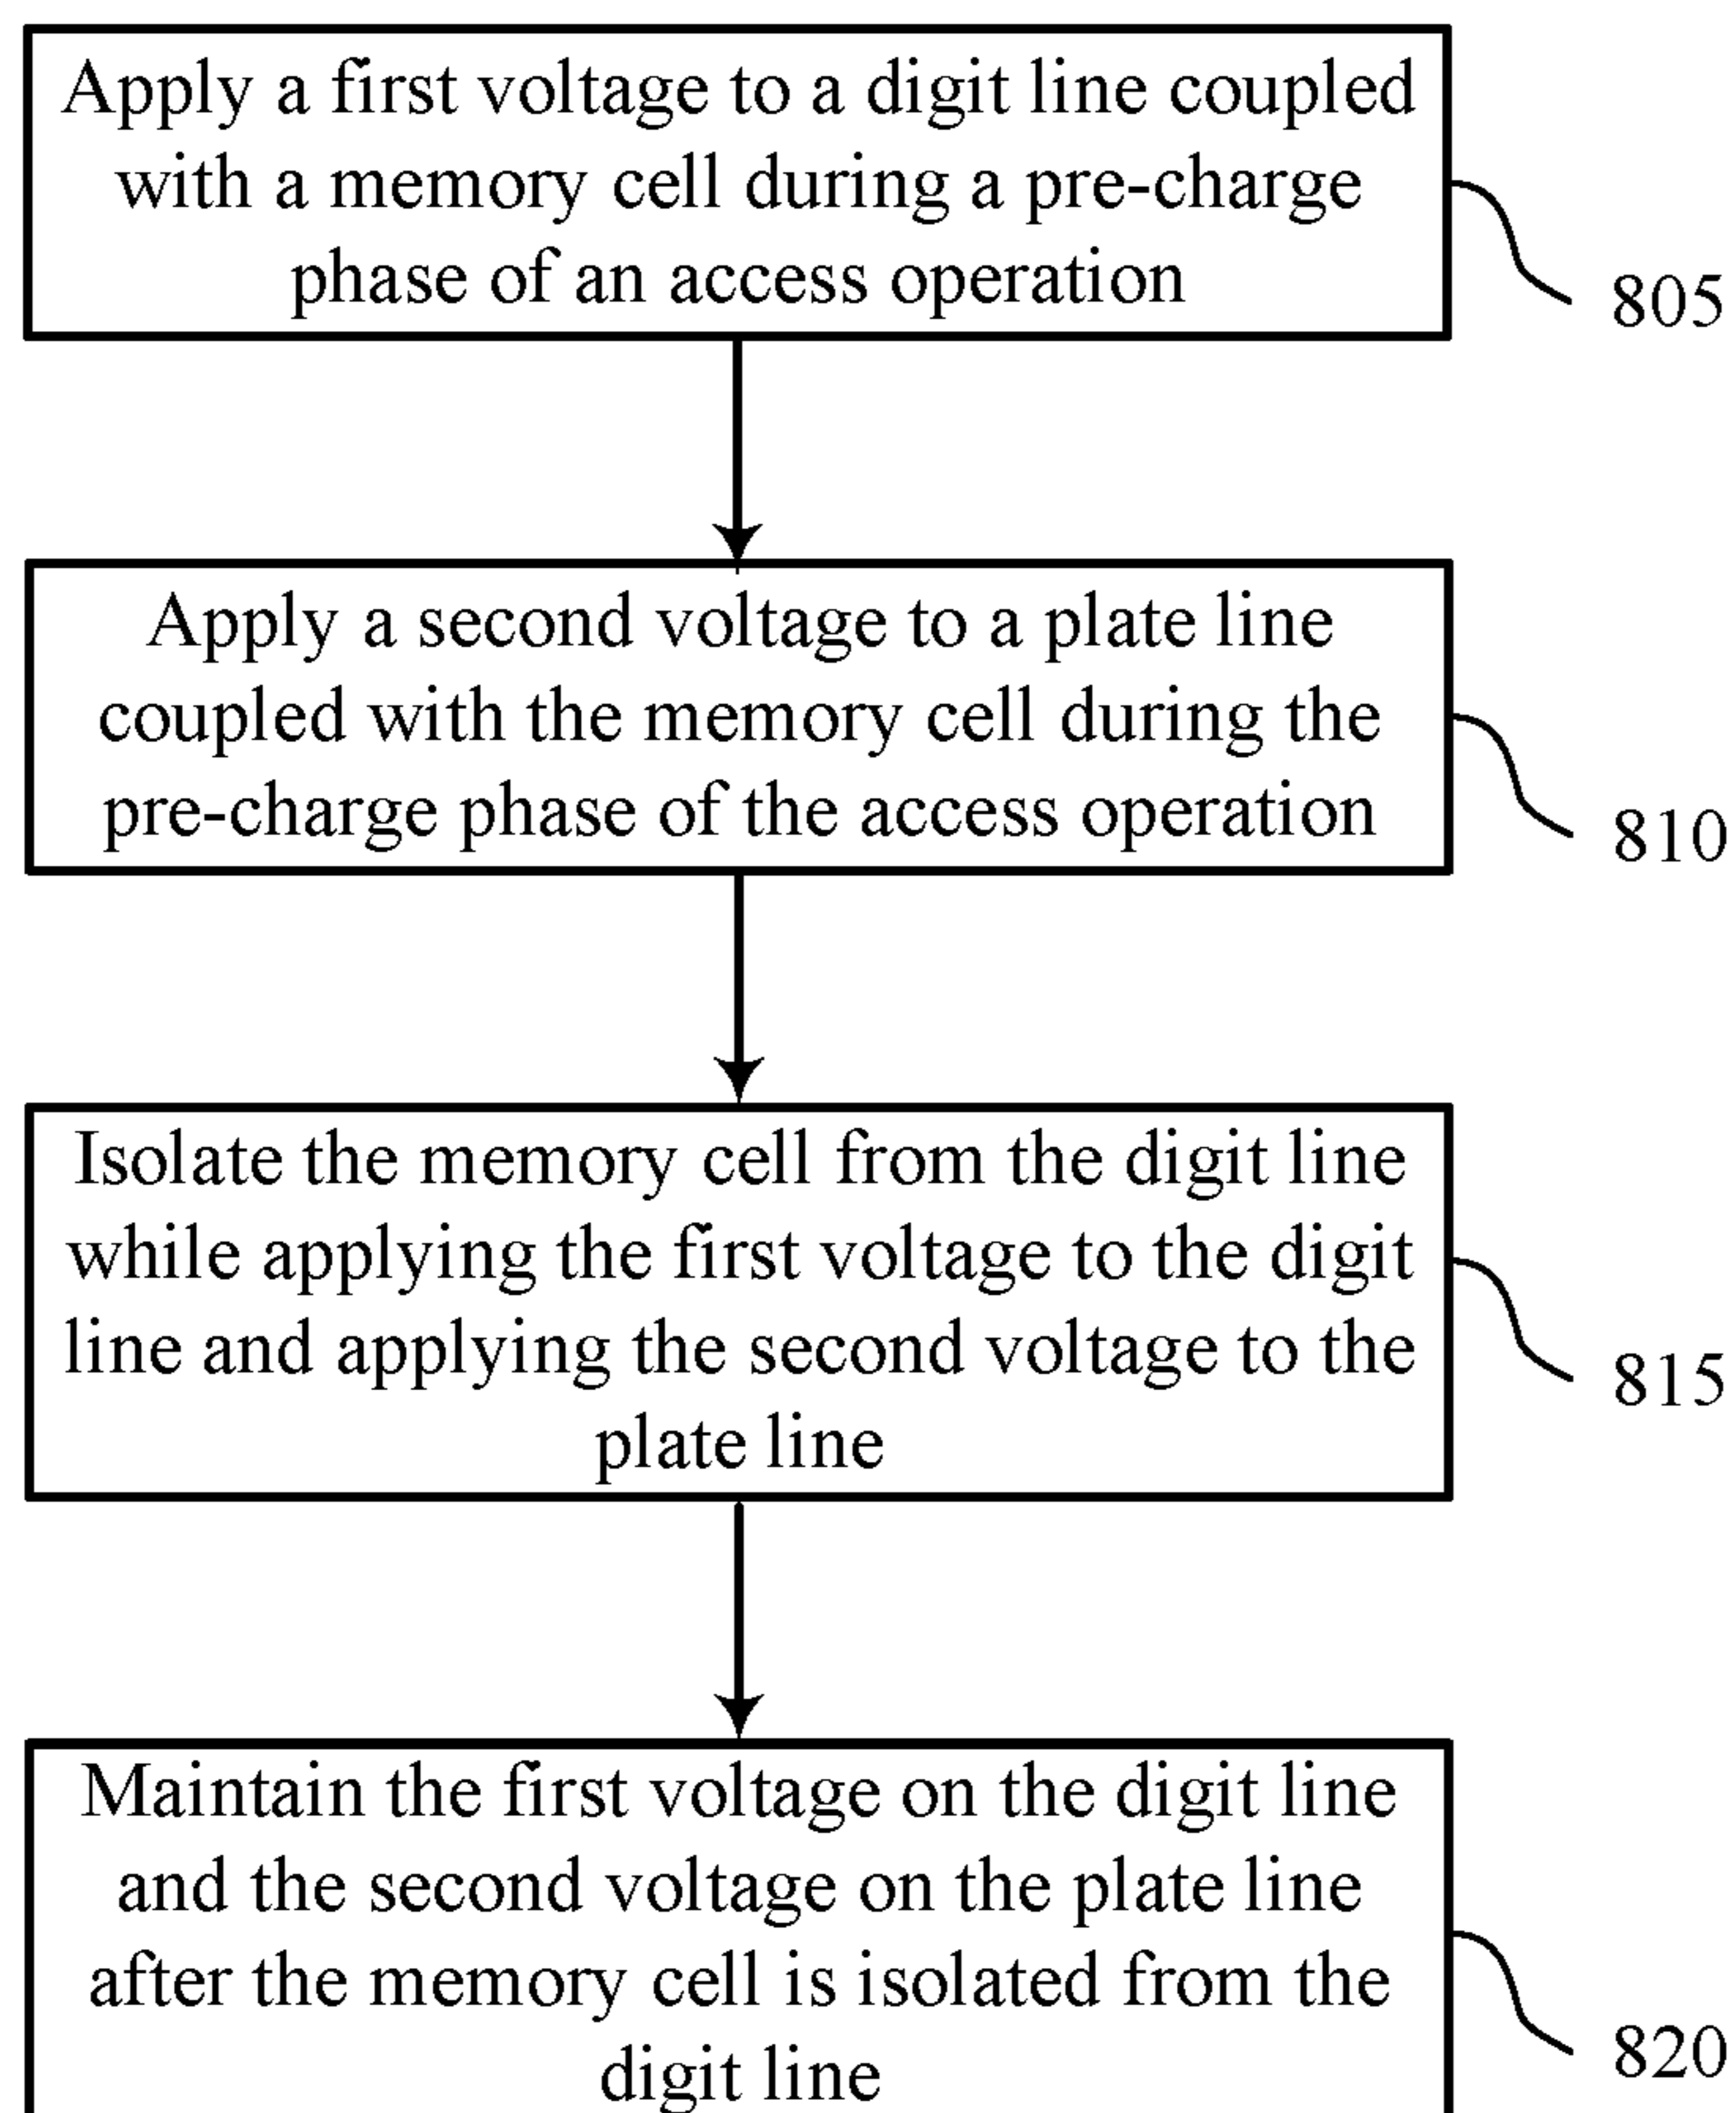 Apply a first voltage to a digit line coupled
with a memory cell during a pre-charge
phase of an access operation
805
Apply a second voltage to a plate line
coupled with the memory cell during the
pre-charge phase of the access operation
810
Isolate the memory cell from the digit line
while applying the first voltage to the digit
line and applying the second voltage to the
plate line
815
Maintain the first voltage on the digit line
and the second voltage on the plate line
after the memory cell is isolated from the
digit line
820